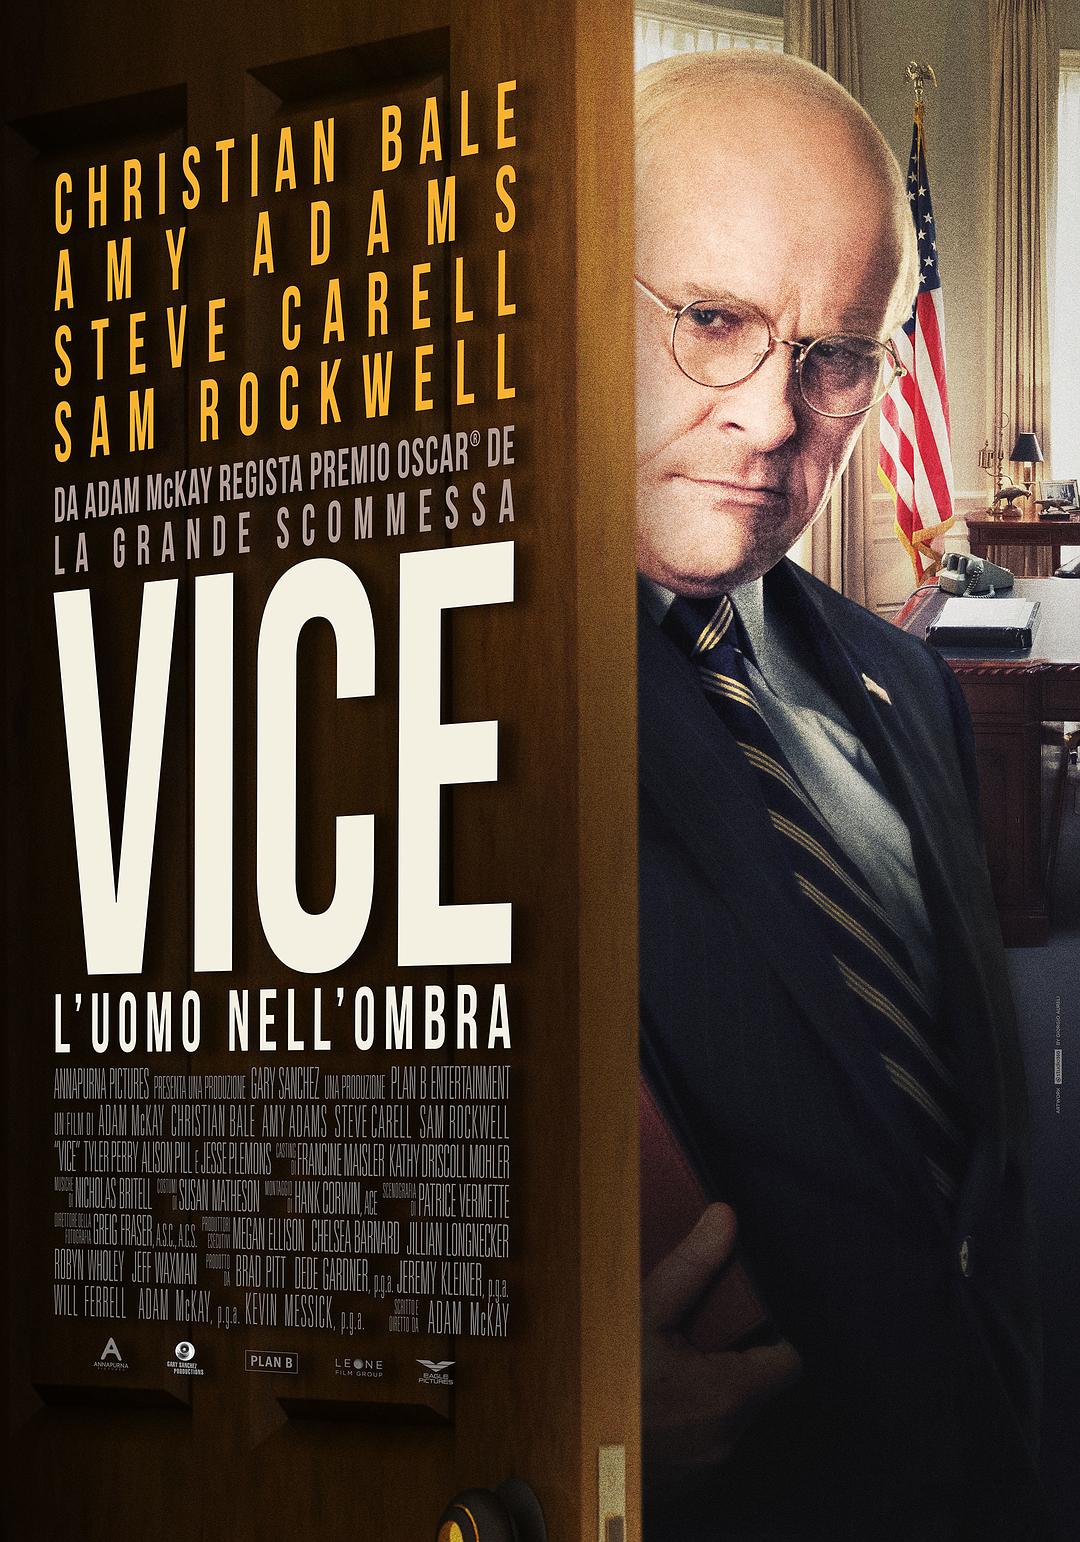 CHRISTIAN BALE
AMY ADAMS
STEVE CARELL
SAM ROCKWELL
DA ADAM McKAY REGISTA PREMIO OSCAR® DE
LA GRANDE SCOMMESSA
VICE
L'UOMO NELL'OMBRA
ANNAPURNA PICTURES PRESENTA UNA PRODUZIONE GARY SANCHEZ UNA PRODUZIONE PLAN B ENTERTAINMENT
UN FILM DI ADAM McKAY CHRISTIAN BALE AMY ADAMS STEVE CARELL SAM ROCKWELL
"VICE" TYLER PERRY ALISON PILL E JESSE PLEMONS CASTING DI FRANCINE MAISLER KATHY DRISCOLL MOHLER
MUSICHE DI NICHOLAS BRITELL COSTUMI DI SUSAN MATHESON MONTAGGIO DI HANK CORWIN, ACE SCENOGRAFIA DI PATRICE VERMETTE
DIRETTORE DELLA FOTOGRAFIA GREIG FRASER, A.S.C., A.C.S. PRODUTTORI ESECUTIVI MEGAN ELLISON CHELSEA BARNARD JILLIAN LONGNECKER
ROBYN WHOLEY JEFF WAXMAN PRODOTTO DA BRAD PITT DEDE GARDNER, p.g.a. JEREMY KLEINER, p.g.a.
WILL FERRELL ADAM McKAY, p.g.a. KEVIN MESSICK, p.g.a. SCRITTO E DIRETTO DA ADAM McKAY
ANNAPURNA PICTURES
GARY SANCHEZ PRODUCTIONS
PLAN B
LEONE FILM GROUP
EAGLE PICTURES
ARTWORK BY GIORGIO AURELI